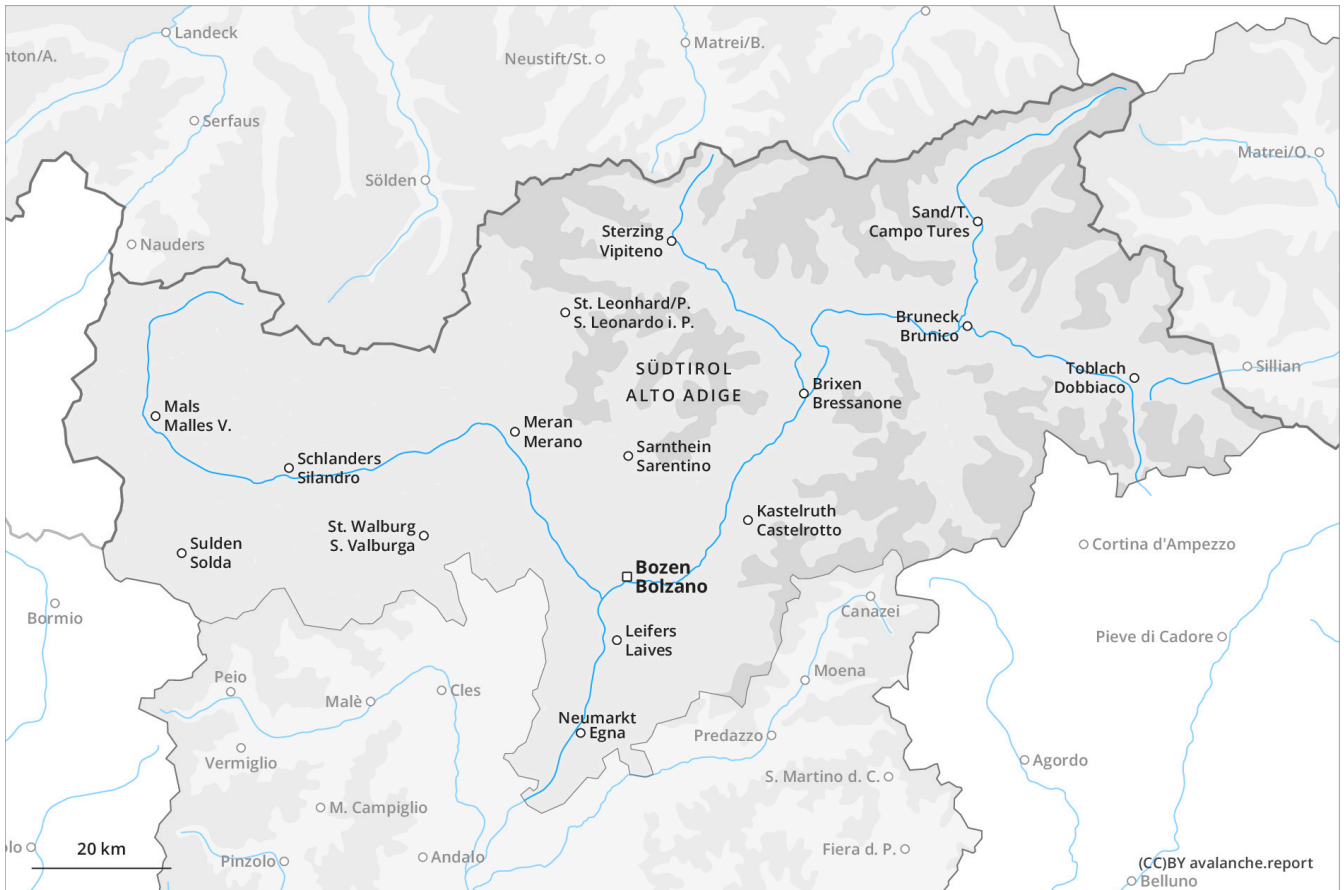 Landeck
Matrei/B.
nton/A.
Neustift/St.
Serfaus
Matrei/O.
Sölden
Sand/T.
Campo Tures
Sterzing
Vipiteno
Nauders
St. Leonhard/P.
S. Leonardo i. P.
Bruneck
Brunico
SÜDTIROL
ALTO ADIGE
Toblach
Dobbiaco
Sillian
Brixen
Bressanone
Mals
Malles V.
Meran
Merano
Sarnthein
Sarentino
Schlanders
Silandro
Kastelruth
Castelrotto
St. Walburg
S. Valburga
Sulden
Solda
Cortina d'Ampezzo
Bozen
Bolzano
Bormio
Canazei
Leifers
Laives
Pieve di Cadore
Peio
Moena
Malè
Cles
Neumarkt
Egna
Predazzo
Vermiglio
Agordo
S. Martino d. C.
M. Campiglio
20 km
lo
Pinzolo
Andalo
Fiera d. P.
(CC)BY avalanche.report
Belluno